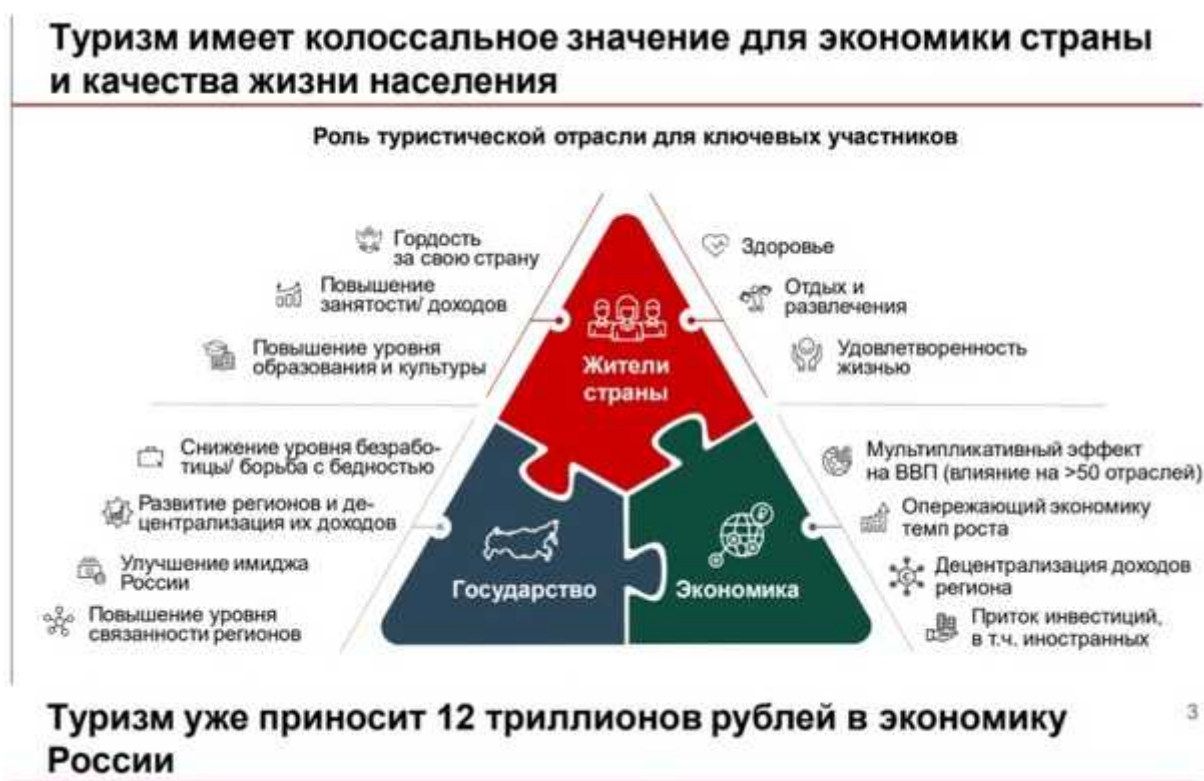 Туризм имеет колоссальное значение для экономики страны
и качества жизни населения
Роль туристической отрасли для ключевых участников
Гордость
за свою страну
Повышение
занятости/ доходов
Повышение уровня
образования и культуры
Здоровье
Отдых и
развлечения
Удовлетворенность
жизнью
Жители
страны
Снижение уровня безрабо-
тицы/ борьба с бедностью
Развитие регионов и де-
централизация их доходов
Улучшение имиджа
России
Повышение уровня
связанности регионов
Государство
Экономика
Мультипликативный эффект
на ВВП (влияние на >50 отраслей)
Опережающий экономику
темп роста
Децентрализация доходов
региона
Приток инвестиций,
в т.ч. иностранных
Туризм уже приносит 12 триллионов рублей в экономику
России
3